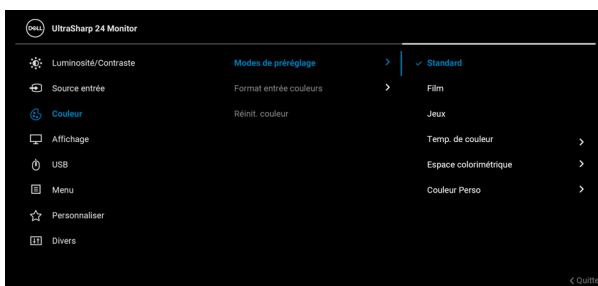 DELL UltraSharp 24 Monitor
Luminosité/Contraste Modes de préréglage Standard
Source entrée Format entrée couleurs Film
Couleur Réinit. couleur Jeux
Affichage Temp. de couleur
USB Espace colorimétrique
Menu Couleur Perso
Personnaliser
Divers
Quitte